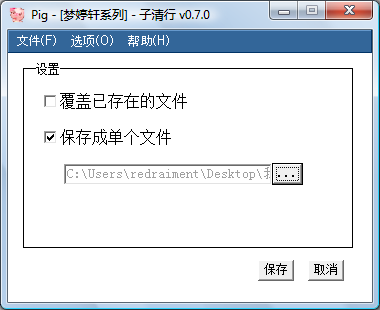 Pig - [梦婷轩系列] - 子清行 v0.7.0
文件(F) 选项(O) 帮助(H)
设置
覆盖已存在的文件
保存成单个文件
C:\Users\redraiment\Desktop\
...
保存 取消